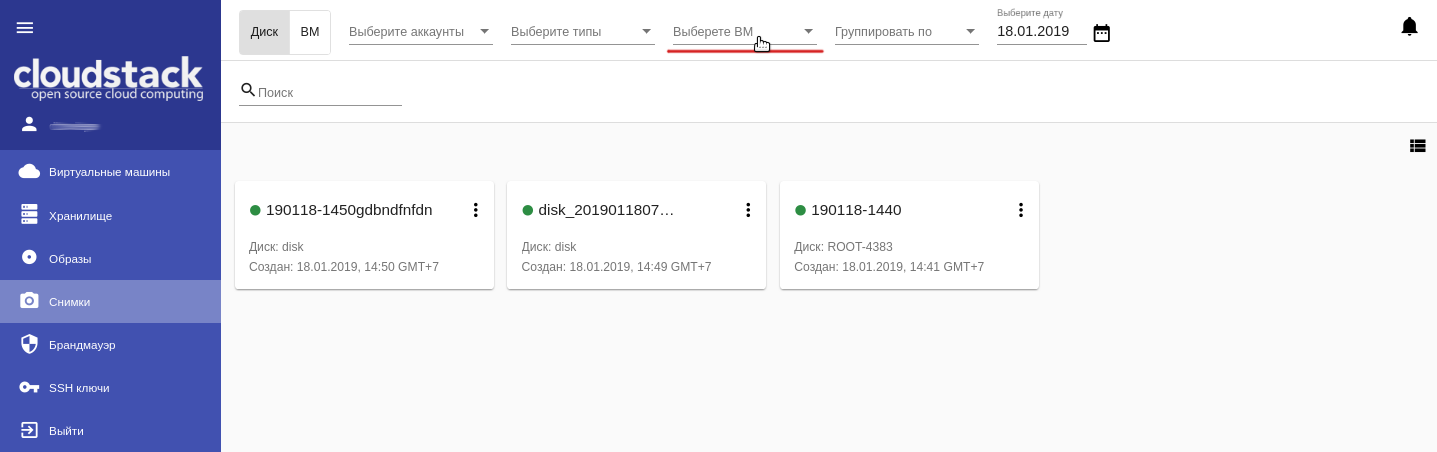 Диск
ВМ
Выберите аккаунты
Выберите типы
Выберете ВМ
Группировать по
Выберите дату
18.01.2019
cloudstack
open source cloud computing
Поиск
Виртуальные машины
Хранилище
Образы
Снимки
Брандмауэр
SSH ключи
Выйти
190118-1450gdbndfnfdn
Диск: disk
Создан: 18.01.2019, 14:50 GMT+7
disk_2019011807…
Диск: disk
Создан: 18.01.2019, 14:49 GMT+7
190118-1440
Диск: ROOT-4383
Создан: 18.01.2019, 14:41 GMT+7